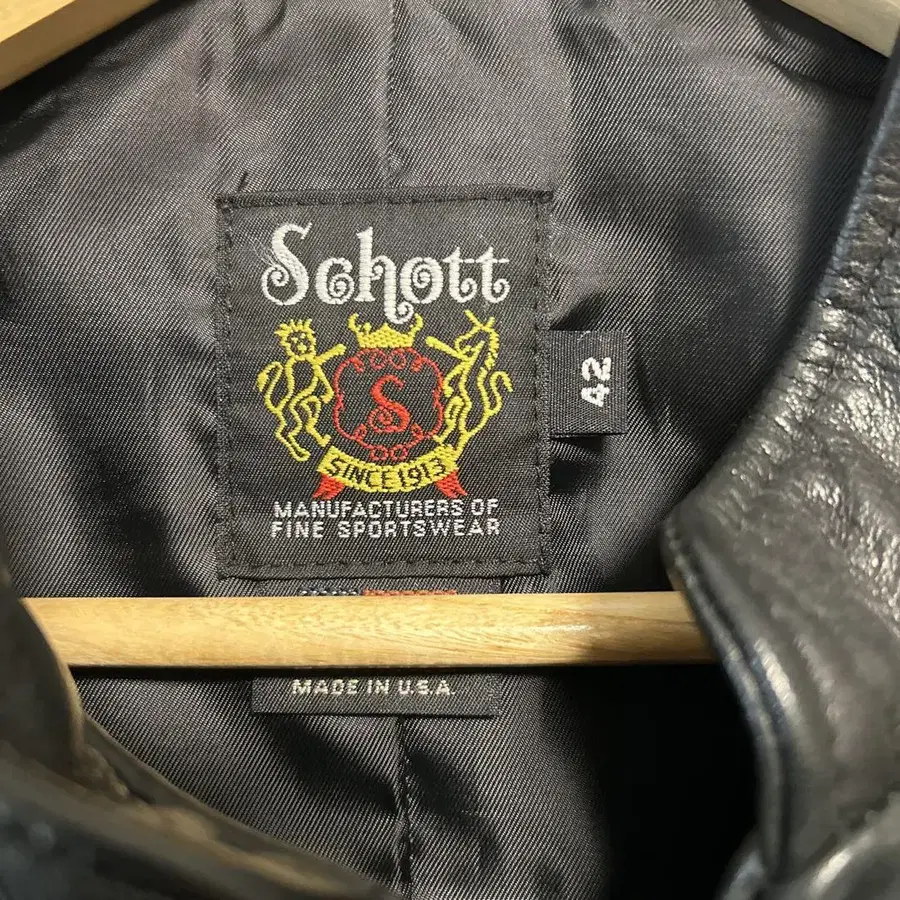 Schott
S
SINCE 1913
MANUFACTURERS OF
FINE SPORTSWEAR
42
MADE IN U.S.A.